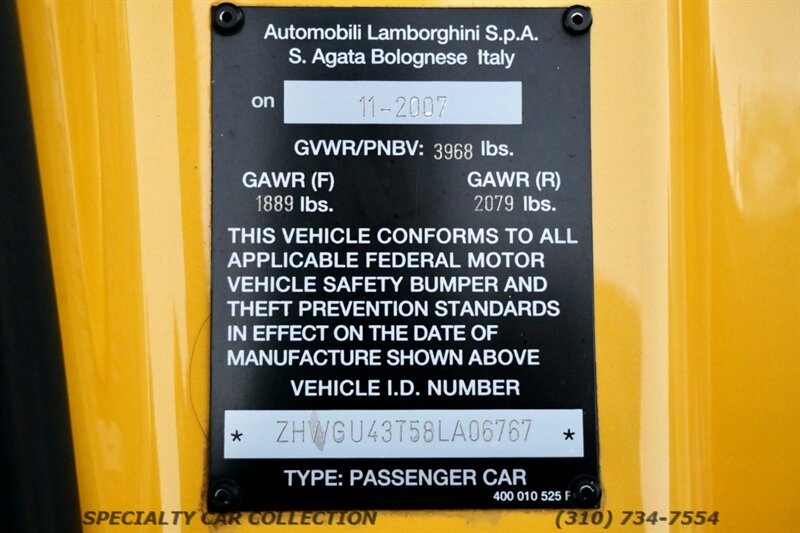 Automobili Lamborghini S.p.A.
S. Agata Bolognese Italy
on 11-2007
GVWR/PNBV: 3968 lbs.
GAWR (F) GAWR (R)
1889 lbs. 2079 lbs.
THIS VEHICLE CONFORMS TO ALL
APPLICABLE FEDERAL MOTOR
VEHICLE SAFETY BUMPER AND
THEFT PREVENTION STANDARDS
IN EFFECT ON THE DATE OF
MANUFACTURE SHOWN ABOVE
VEHICLE I.D. NUMBER
* ZHWGU43T58LA06767 *
TYPE: PASSENGER CAR
400 010 525
SPECIALTY CAR COLLECTION (310) 734-7554